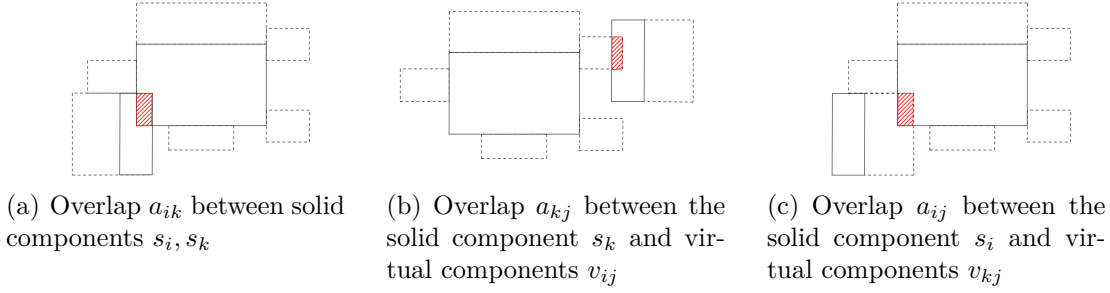 (a) Overlap $a_{ik}$ between solid
components $s_i, s_k$
(b) Overlap $a_{kj}$ between the
solid component $s_k$ and vir-
tual components $v_{ij}$
(c) Overlap $a_{ij}$ between the
solid component $s_i$ and vir-
tual components $v_{kj}$